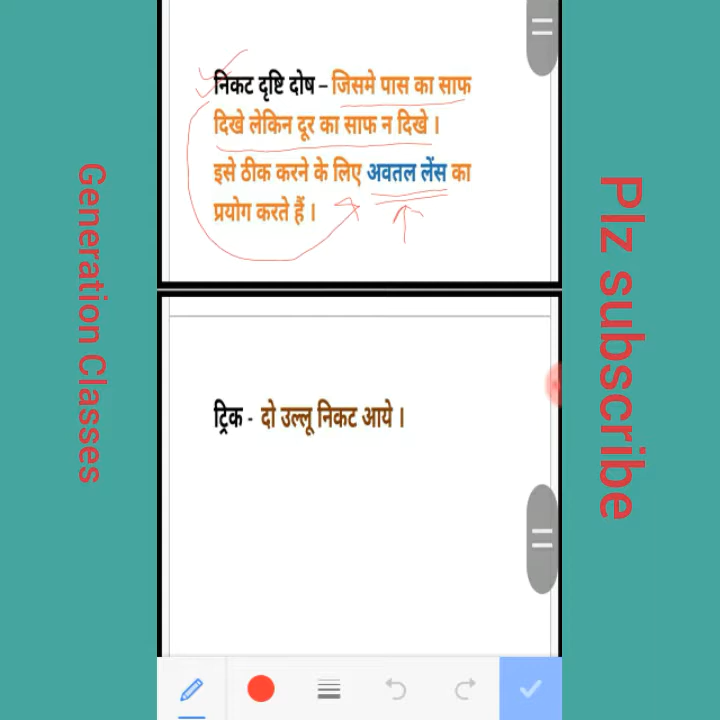 निकट दृष्टि दोष – जिसमे पास का साफ
दिखे लेकिन दूर का साफ न दिखे ।
इसे ठीक करने के लिए अवतल लेंस का
प्रयोग करते हैं ।
ट्रिक - दो उल्लू निकट आये ।
Generation Classes
Plz subscribe